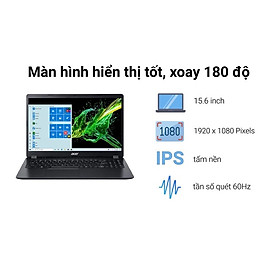 Màn hình hiển thị tốt, xoay 180 độ
15.6 inch
1080
1920 x 1080 Pixels
IPS
tấm nền
tần số quét 60Hz
acer